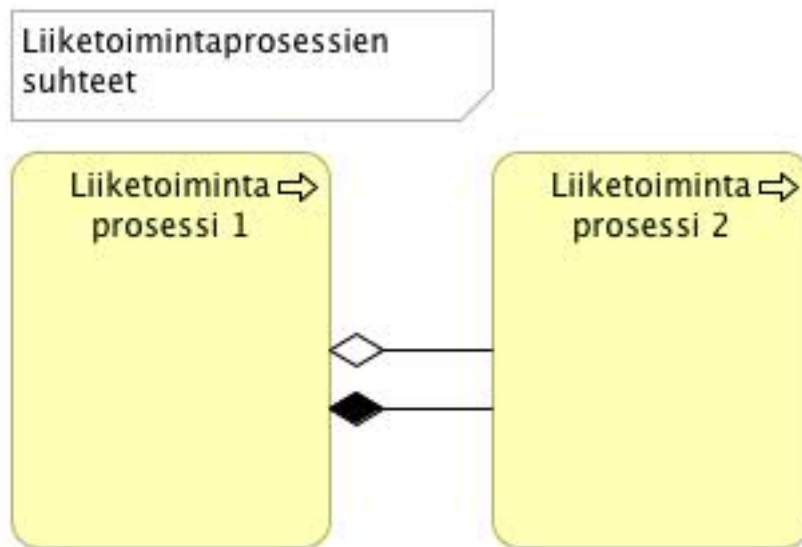 Liiketoimintaprosessien
suhteet
Liiketoiminta
prosessi 1
Liiketoiminta
prosessi 2